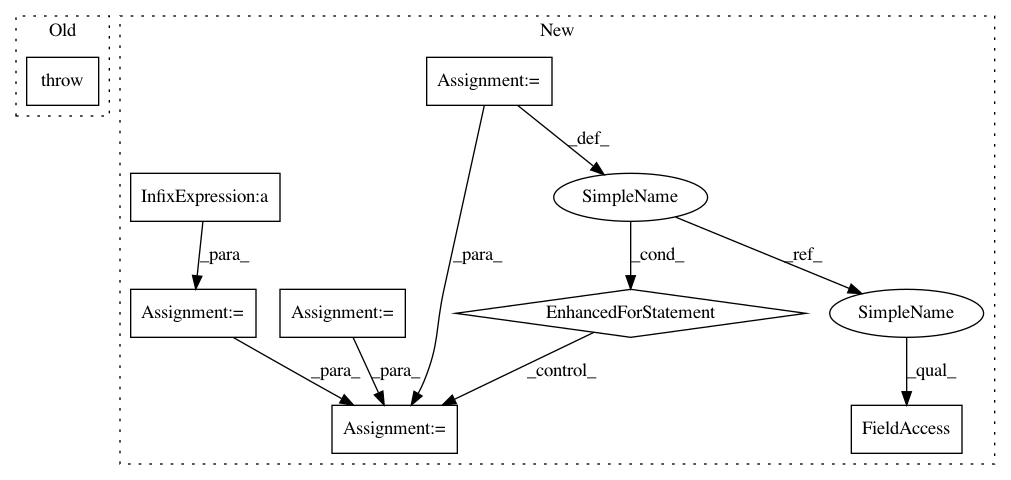 Old
New
throw
Assignment:=
_def_
InfixExpression:a
SimpleName
_para_
_para_
_cond_
_ref_
Assignment:=
Assignment:=
EnhancedForStatement
SimpleName
_para_
_para_
_control_
_qual_
Assignment:=
FieldAccess